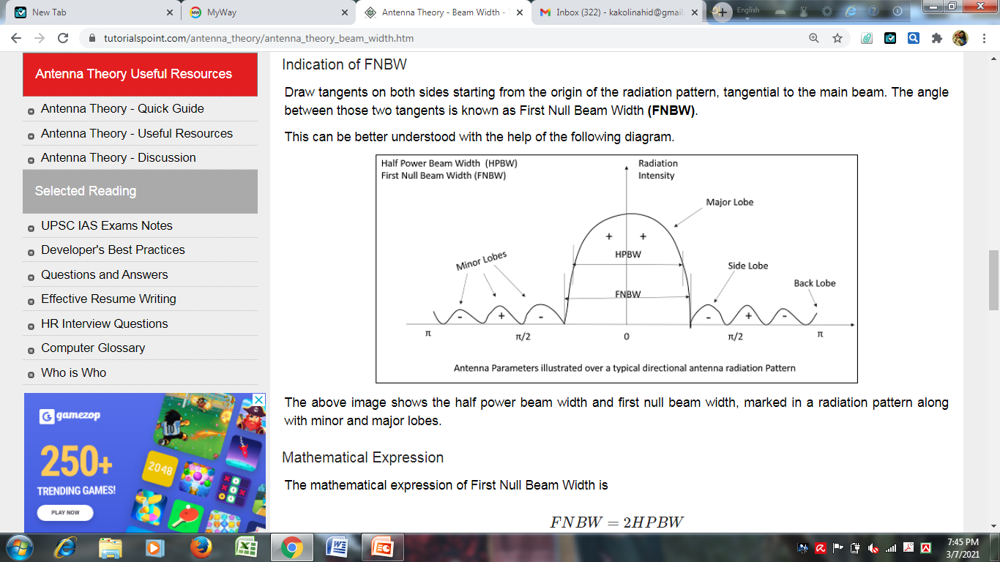 New Tab
MyWay
Antenna Theory - Beam Width -
Inbox (322) - kakolinahid@gmail.
English
tutorialspoint.com/antenna_theory/antenna_theory_beam_width.htm
Antenna Theory Useful Resources
Antenna Theory - Quick Guide
Antenna Theory - Useful Resources
Antenna Theory - Discussion
Selected Reading
UPSC IAS Exams Notes
Developer's Best Practices
Questions and Answers
Effective Resume Writing
HR Interview Questions
Computer Glossary
Who is Who
gamezop
250+
TRENDING GAMES!
PLAY NOW
2048
10
Indication of FNBW
Draw tangents on both sides starting from the origin of the radiation pattern, tangential to the main beam. The angle
between those two tangents is known as First Null Beam Width (FNBW).
This can be better understood with the help of the following diagram.
Half Power Beam Width (HPBW)
First Null Beam Width (FNBW)
Radiation
Intensity
Major Lobe
+ +
HPBW
Minor Lobes
Side Lobe
Back Lobe
FNBW
- + - - + -
π π/2 0 π/2 π
Antenna Parameters illustrated over a typical directional antenna radiation Pattern
The above image shows the half power beam width and first null beam width, marked in a radiation pattern along
with minor and major lobes.
Mathematical Expression
The mathematical expression of First Null Beam Width is
FNBW = 2HPBW
7:45 PM
3/7/2021